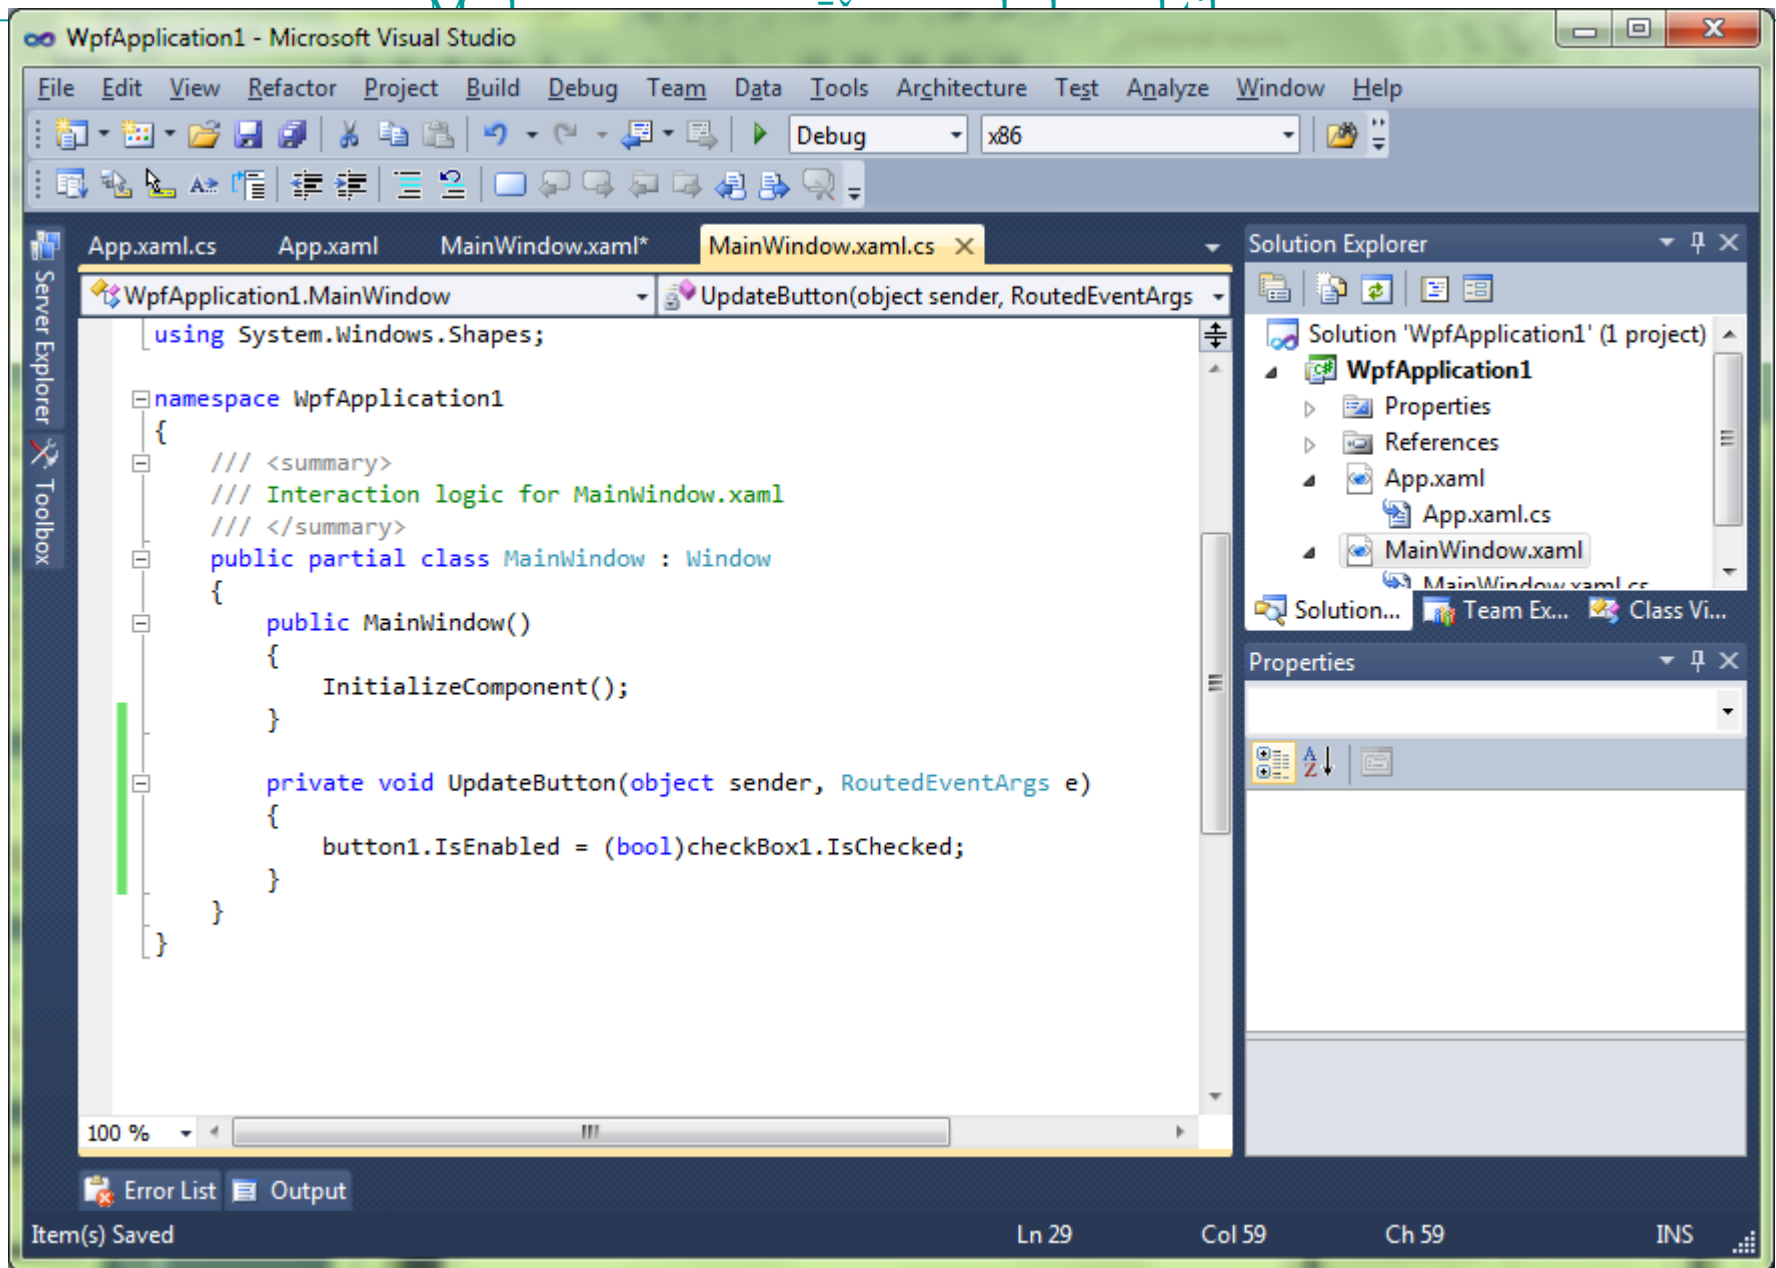 WpfApplication1 - Microsoft Visual Studio
File Edit View Refactor Project Build Debug Team Data Tools Architecture Test Analyze Window Help
Debug x86
Server Explorer
Toolbox
App.xaml.cs App.xaml MainWindow.xaml* MainWindow.xaml.cs
WpfApplication1.MainWindow UpdateButton(object sender, RoutedEventArgs
using System.Windows.Shapes;
namespace WpfApplication1
{
/// <summary>
/// Interaction logic for MainWindow.xaml
/// </summary>
public partial class MainWindow : Window
{
public MainWindow()
{
InitializeComponent();
}
private void UpdateButton(object sender, RoutedEventArgs e)
{
button1.IsEnabled = (bool)checkBox1.IsChecked;
}
}
}
100 %
Solution Explorer
Solution 'WpfApplication1' (1 project)
WpfApplication1
Properties
References
App.xaml
App.xaml.cs
MainWindow.xaml
MainWindow.xaml.cs
Solution... Team Ex... Class Vi...
Properties
Error List Output
Item(s) Saved Ln 29 Col 59 Ch 59 INS